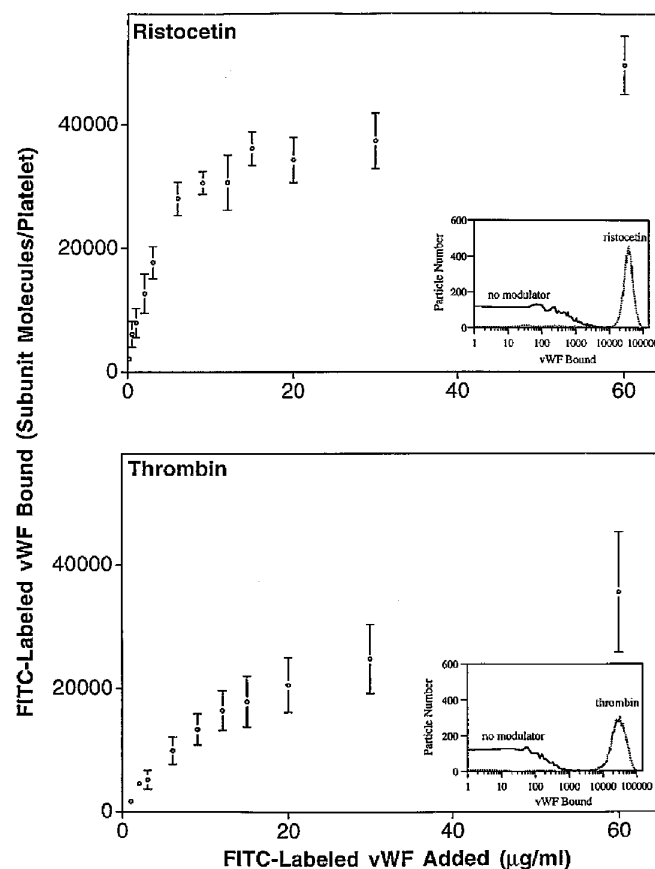 Ristocetin
FITC-Labeled vWF Bound (Subunit Molecules/Platelet)
40000
20000
0
0
20
40
60
600
400
200
0
Particle Number
ristocetin
no modulator
1 10 100 1000 10000 100000
vWF Bound
Thrombin
40000
20000
0
0
20
40
60
600
400
200
0
Particle Number
thrombin
no modulator
1 10 100 1000 10000 100000
vWF Bound
FITC-Labeled vWF Added (μg/ml)